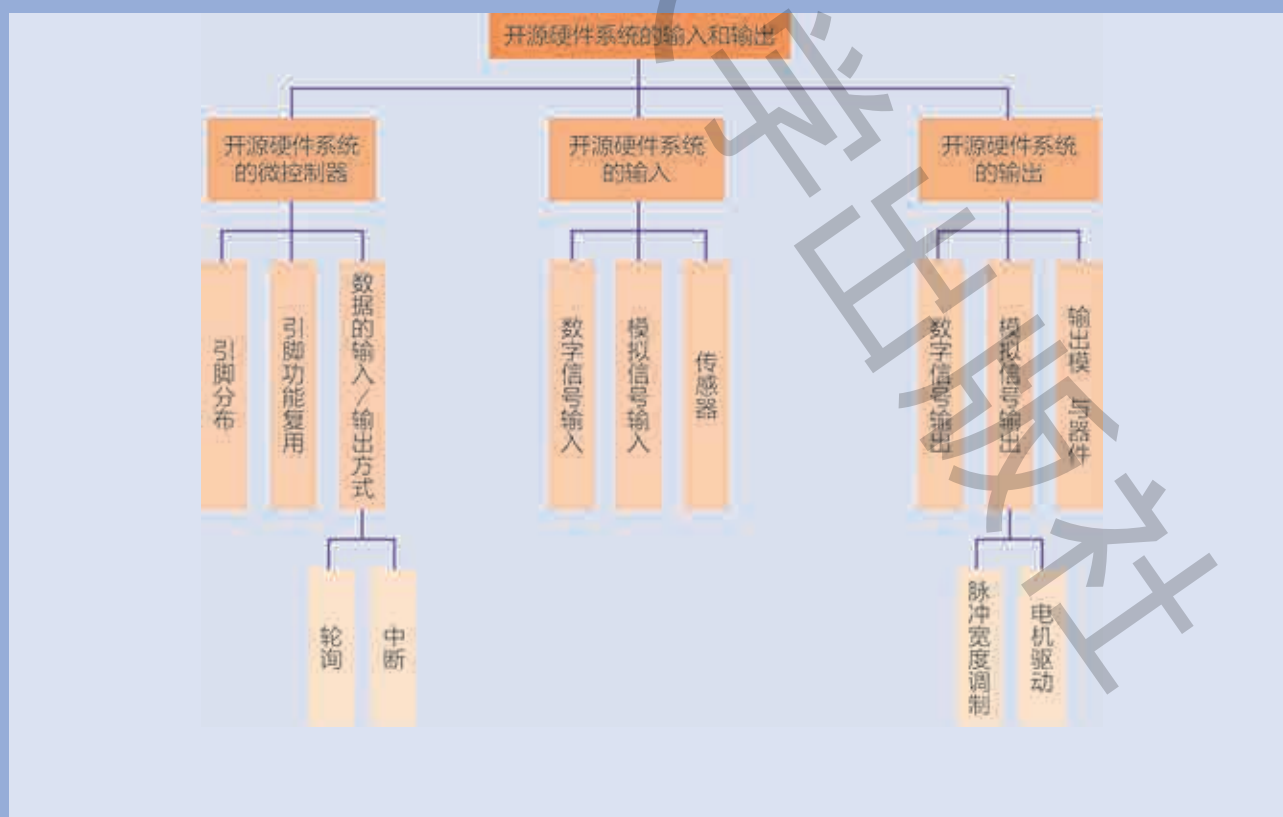 开源硬件系统的输入和输出
开源硬件系统
的微控制器
开源硬件系统
的输入
开源硬件系统
的输出
引脚分布
引脚功能复用
数据的输入/输出方式
数字信号输入
模拟信号输入
传感器
数字信号输出
模拟信号输出
输出模 与器件
轮询
中断
脉冲宽度调制
电机驱动
学出版社